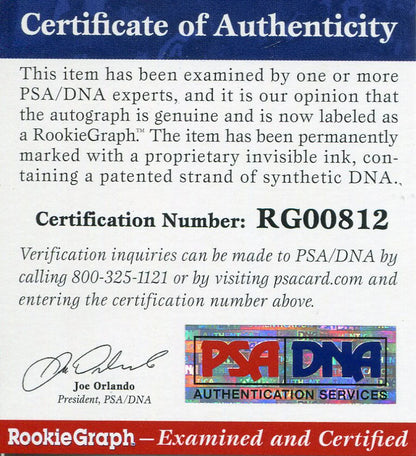 Certificate of Authenticity
This item has been examined by one or more
PSA/DNA experts, and it is our opinion that
the autograph is genuine and is now labeled as
a RookieGraph.™ The item has been permanently
marked with a proprietary invisible ink, con-
taining a patented strand of synthetic DNA.
Certification Number: RG00812
Verification inquiries can be made to PSA/DNA by
calling 800-325-1121 or by visiting psacard.com and
entering the certification number above.
Joe Orlando
President, PSA/DNA
PSA DNA
AUTHENTICATION SERVICES
RookieGraph – Examined and Certified